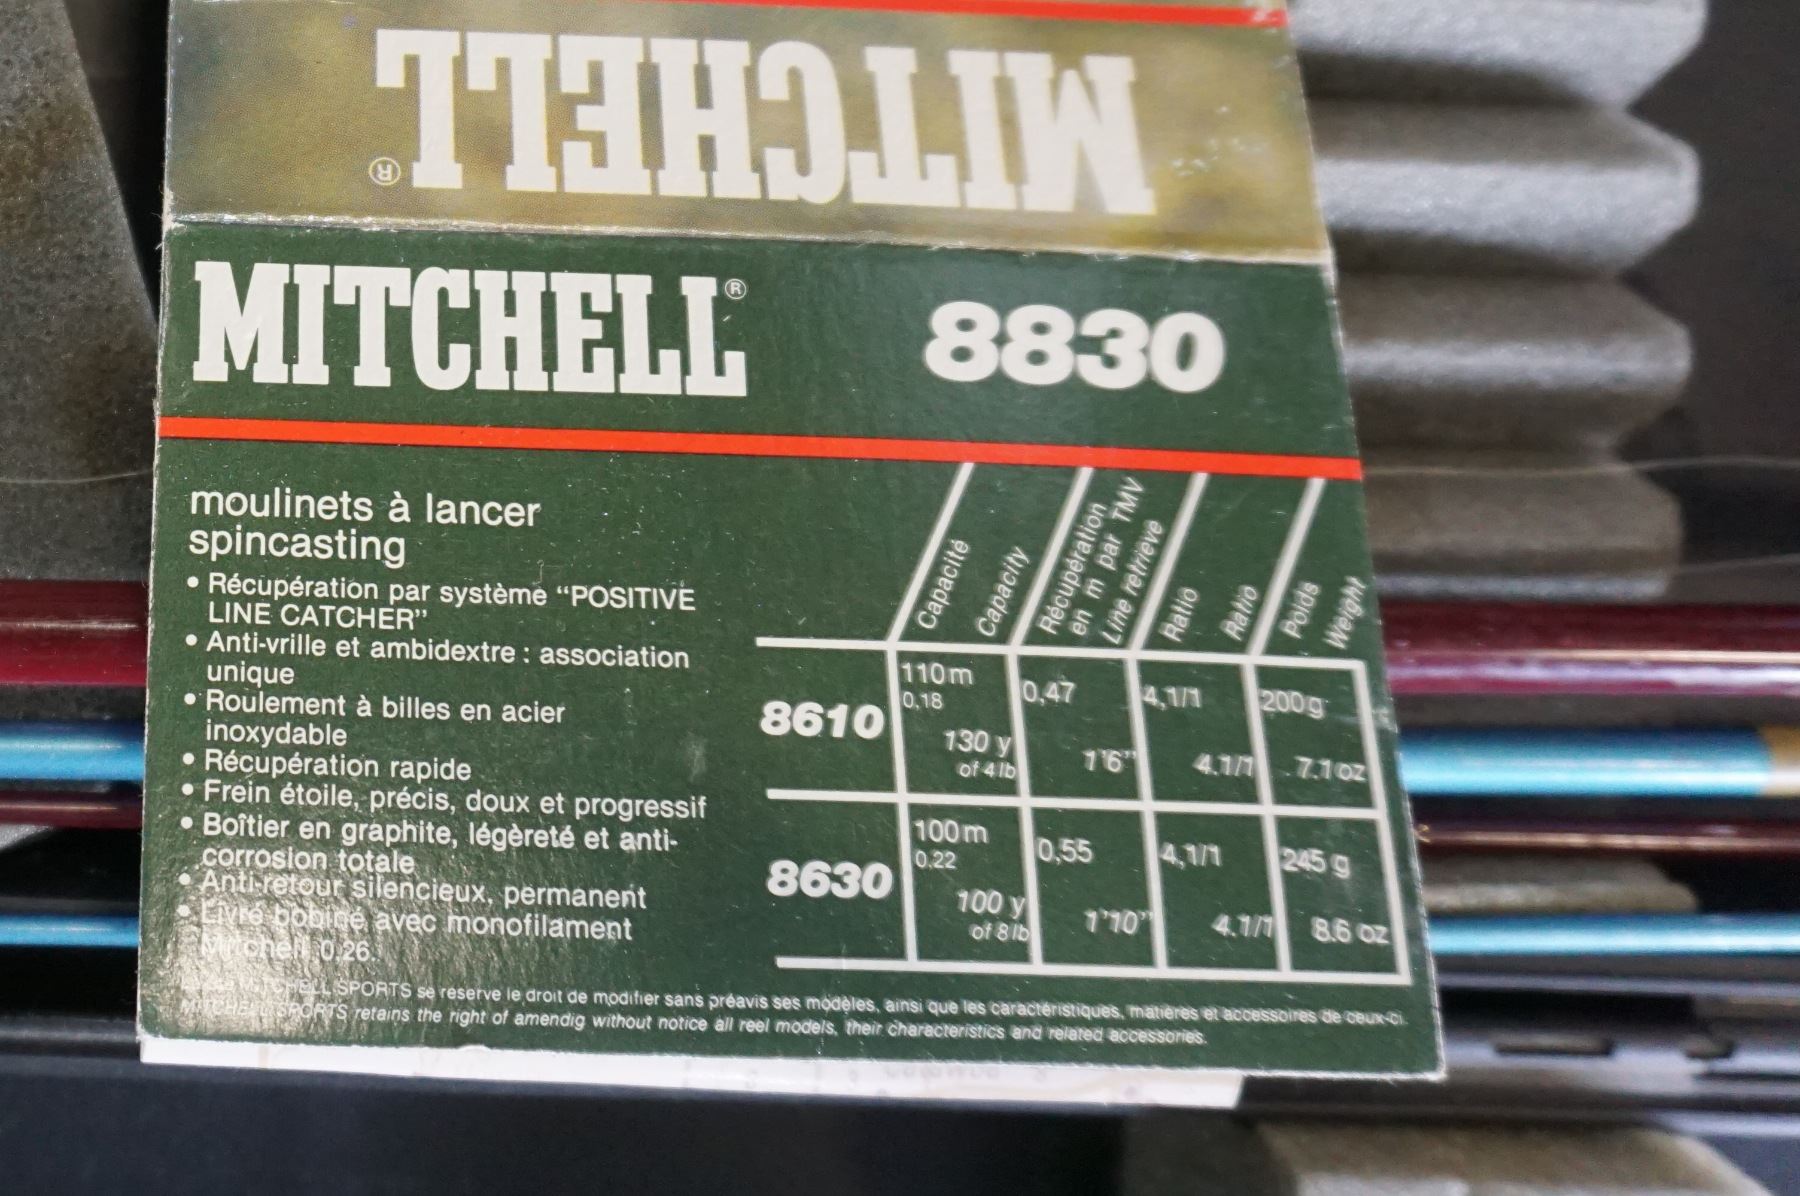 MITCHELL®
MITCHELL® 8830
moulinets à lancer
spincasting
• Récupération par système “POSITIVE
LINE CATCHER”
• Anti-vrille et ambidextre : association
unique
• Roulement à billes en acier
inoxydable
• Récupération rapide
• Frein étoile, précis, doux et progressif
• Boîtier en graphite, légèreté et anti-
corrosion totale
• Anti-retour silencieux, permanent
• Livré bobiné avec monofilament
Mitchell 0.26.
Capacité
Capacity
Récupération
en m par TMV
Line retrieve
Ratio
Ratio
Poids
Weight
8610
110m
0,18
130 y
of 4lb
0,47
1'6"
4,1/1
4.1/1
200g
7.1 oz
8630
100m
0.22
100 y
of 8lb
0,55
1'10"
4,1/1
4.1/1
245 g
8.6 oz
MITCHELL SPORTS se reserve le droit de modifier sans préavis ses modèles, ainsi que les caractéristiques, matières et accessoires de ceux-ci.
MITCHELL SPORTS retains the right of amendig without notice all reel models, their characteristics and related accessories.